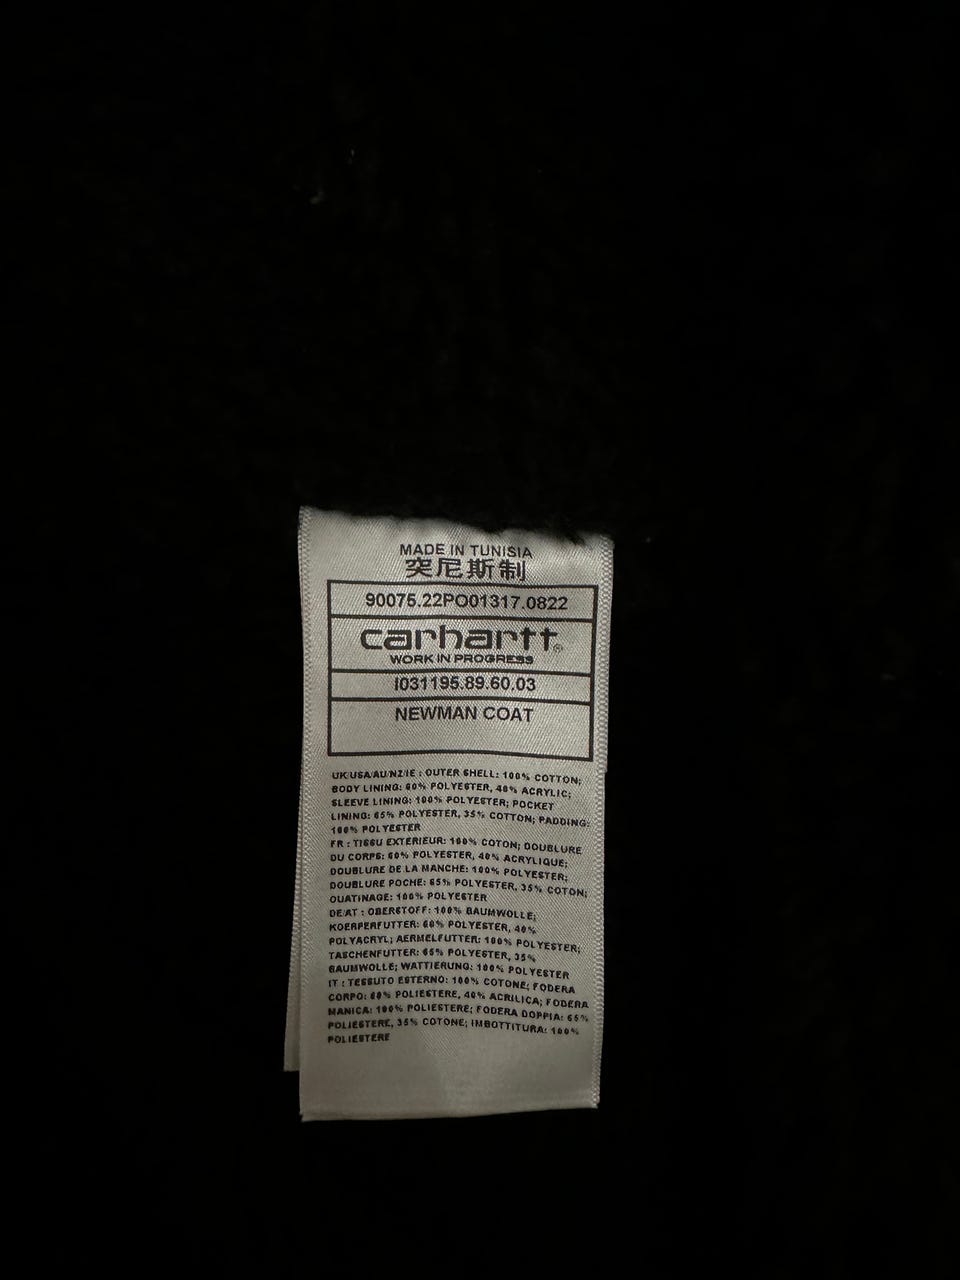 MADE IN TUNISIA
突尼斯制
90075.22PO01317.0822
carhartt®
WORK IN PROGRESS
I031195.89.60.03
NEWMAN COAT
UK/USA/AU/NZ/IE : OUTER SHELL: 100% COTTON;
BODY LINING: 60% POLYESTER, 40% ACRYLIC;
SLEEVE LINING: 100% POLYESTER; POCKET
LINING: 65% POLYESTER, 35% COTTON; PADDING:
100% POLYESTER
FR : TISSU EXTERIEUR: 100% COTON; DOUBLURE
DU CORPS: 60% POLYESTER, 40% ACRYLIQUE;
DOUBLURE DE LA MANCHE: 100% POLYESTER;
DOUBLURE POCHE: 65% POLYESTER, 35% COTON;
OUATINAGE: 100% POLYESTER
DE/AT : OBERSTOFF: 100% BAUMWOLLE;
KOERPERFUTTER: 60% POLYESTER, 40%
POLYACRYL; AERMELFUTTER: 100% POLYESTER;
TASCHENFUTTER: 65% POLYESTER, 35%
BAUMWOLLE; WATTIERUNG: 100% POLYESTER
IT : TESSUTO ESTERNO: 100% COTONE; FODERA
CORPO: 60% POLIESTERE, 40% ACRILICA; FODERA
MANICA: 100% POLIESTERE; FODERA DOPPIA: 65%
POLIESTERE, 35% COTONE; IMBOTTITURA: 100%
POLIESTERE